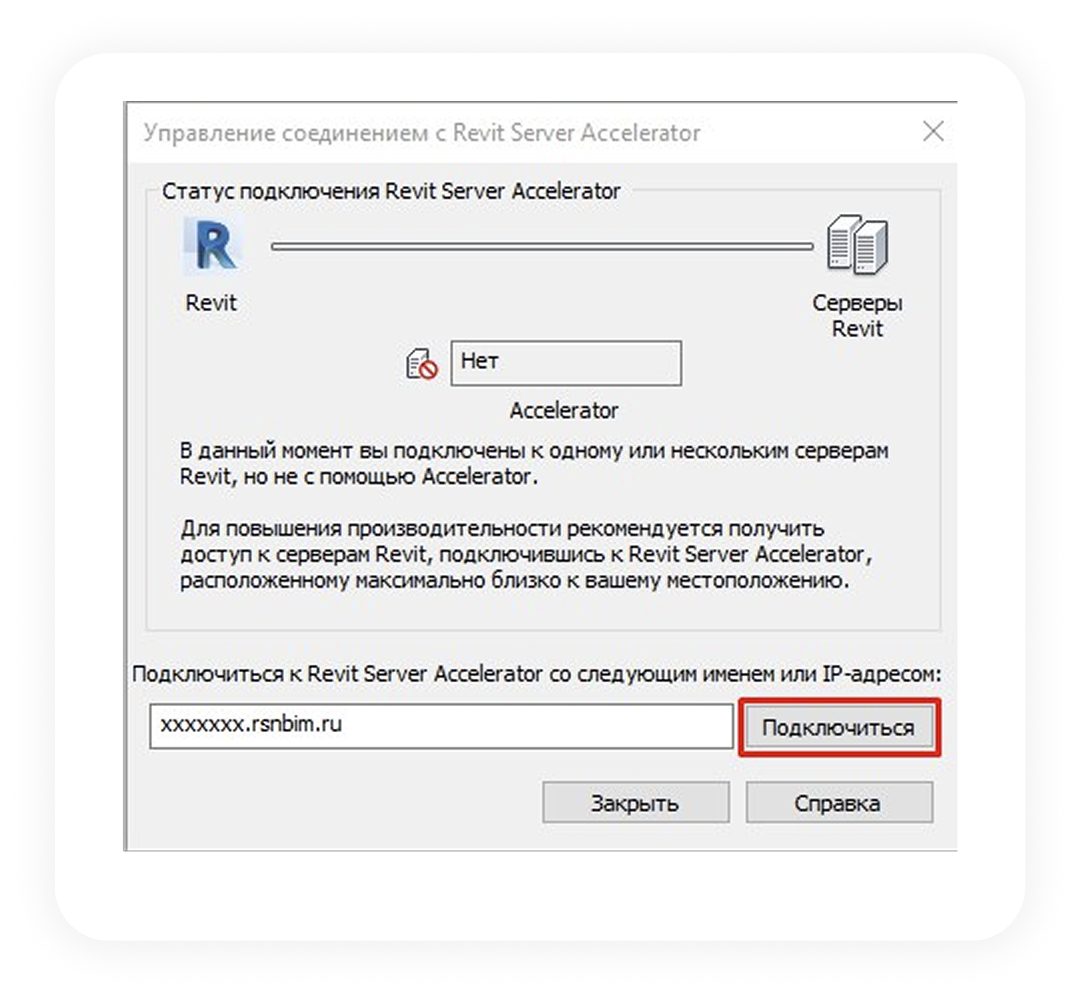 Управление соединением с Revit Server Accelerator
Статус подключения Revit Server Accelerator
R
Revit
Серверы
Revit
Нет
Accelerator
В данный момент вы подключены к одному или нескольким серверам
Revit, но не с помощью Accelerator.
Для повышения производительности рекомендуется получить
доступ к серверам Revit, подключившись к Revit Server Accelerator,
расположенному максимально близко к вашему местоположению.
Подключиться к Revit Server Accelerator со следующим именем или IP-адресом:
xxxxxxx.rsnbim.ru
Подключиться
Закрыть
Справка